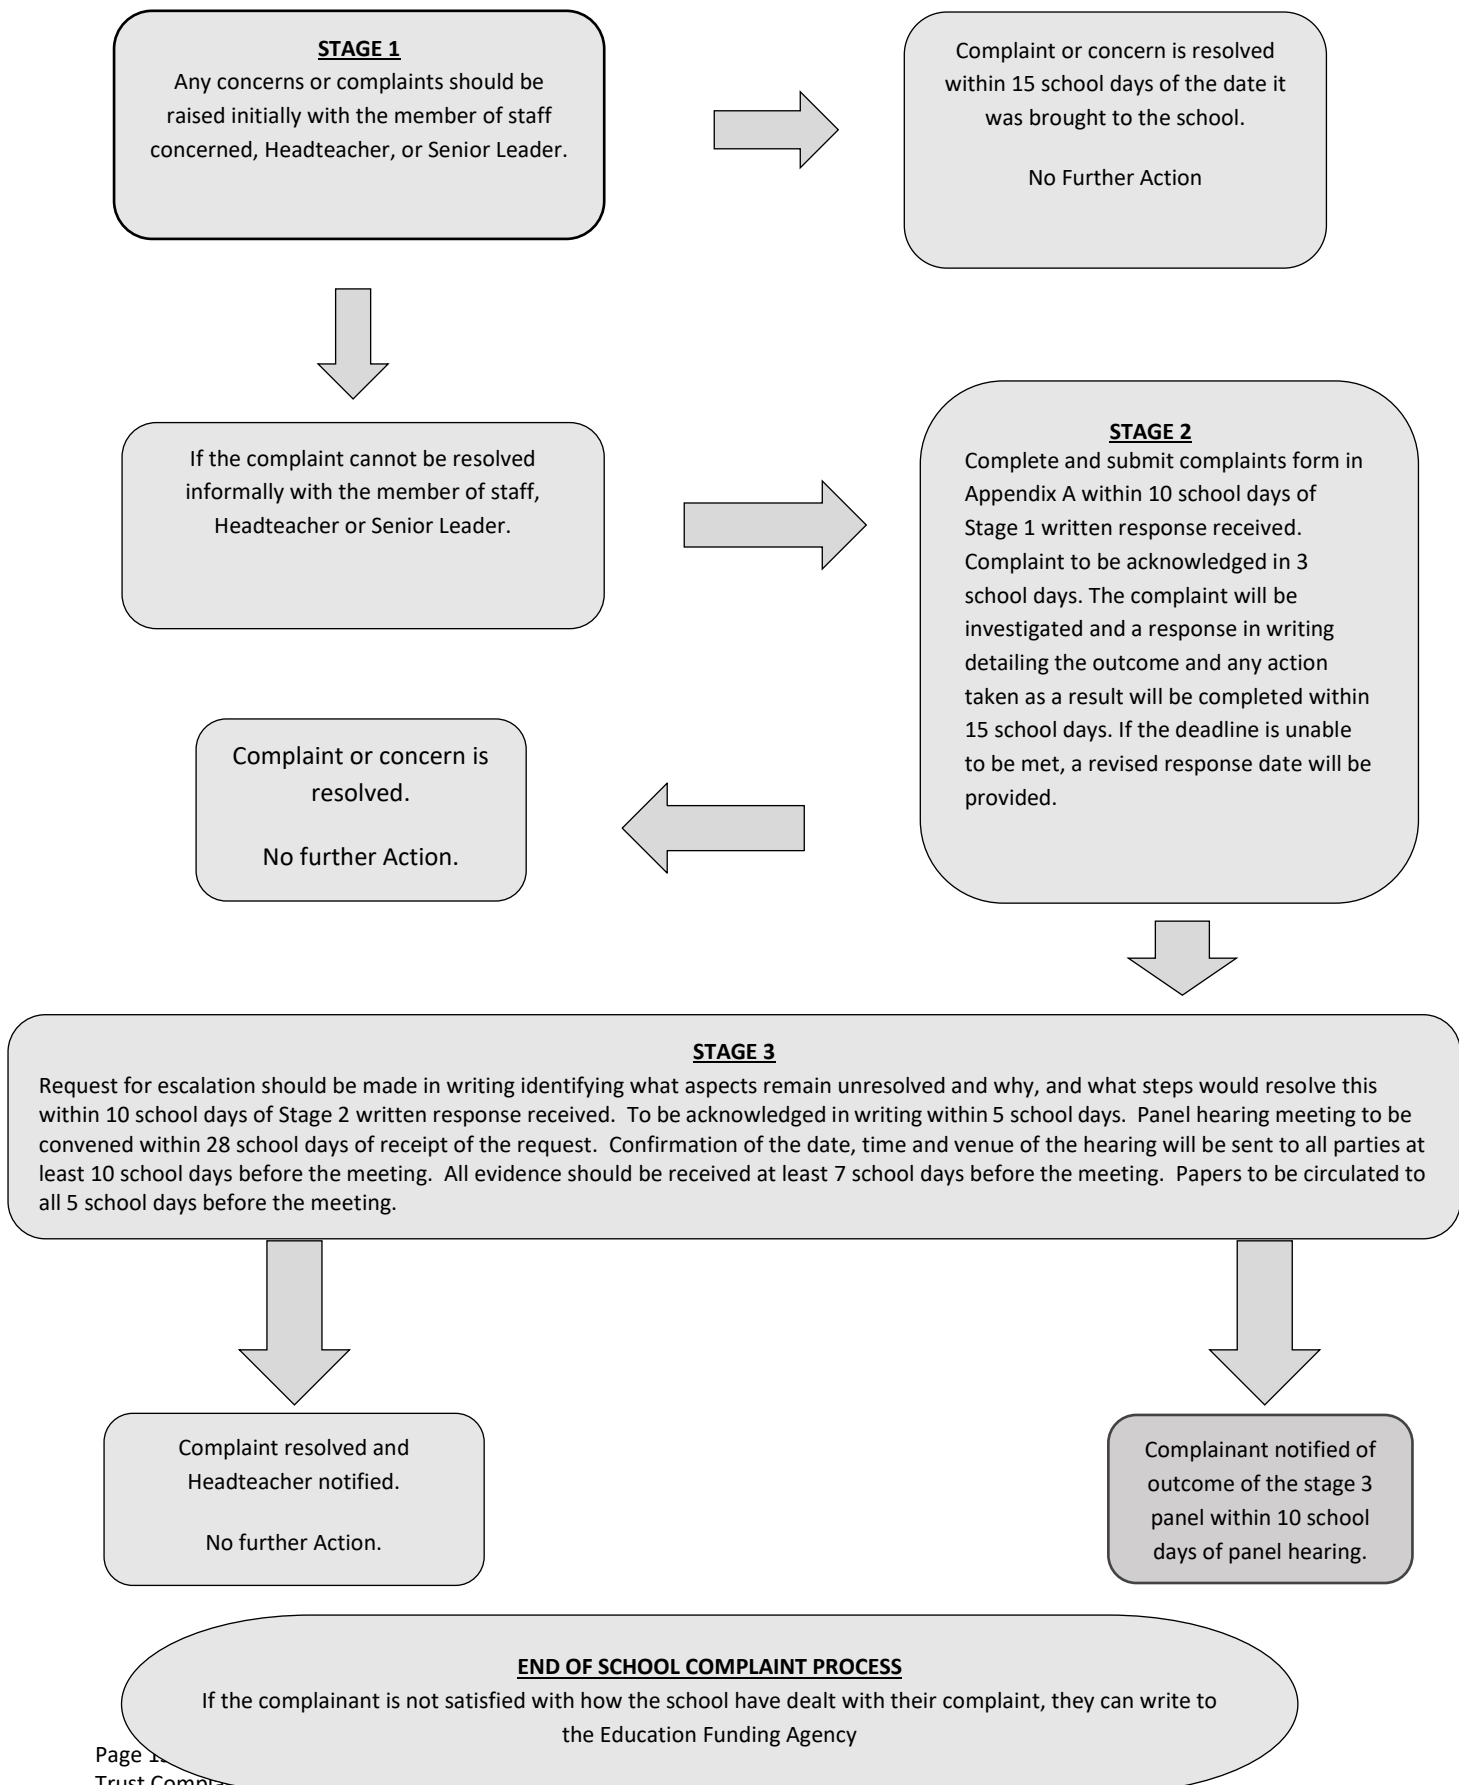 STAGE 1
Any concerns or complaints should be
raised initially with the member of staff
concerned, Headteacher, or Senior Leader.
Complaint or concern is resolved
within 15 school days of the date it
was brought to the school.
No Further Action
If the complaint cannot be resolved
informally with the member of staff,
Headteacher or Senior Leader.
STAGE 2
Complete and submit complaints form in
Appendix A within 10 school days of
Stage 1 written response received.
Complaint to be acknowledged in 3
school days. The complaint will be
investigated and a response in writing
detailing the outcome and any action
taken as a result will be completed within
15 school days. If the deadline is unable
to be met, a revised response date will be
provided.
Complaint or concern is
resolved.
No further Action.
STAGE 3
Request for escalation should be made in writing identifying what aspects remain unresolved and why, and what steps would resolve this
within 10 school days of Stage 2 written response received. To be acknowledged in writing within 5 school days. Panel hearing meeting to be
convened within 28 school days of receipt of the request. Confirmation of the date, time and venue of the hearing will be sent to all parties at
least 10 school days before the meeting. All evidence should be received at least 7 school days before the meeting. Papers to be circulated to
all 5 school days before the meeting.
Complaint resolved and
Headteacher notified.
No further Action.
Complainant notified of
outcome of the stage 3
panel within 10 school
days of panel hearing.
END OF SCHOOL COMPLAINT PROCESS
If the complainant is not satisfied with how the school have dealt with their complaint, they can write to
the Education Funding Agency
Page
Trust